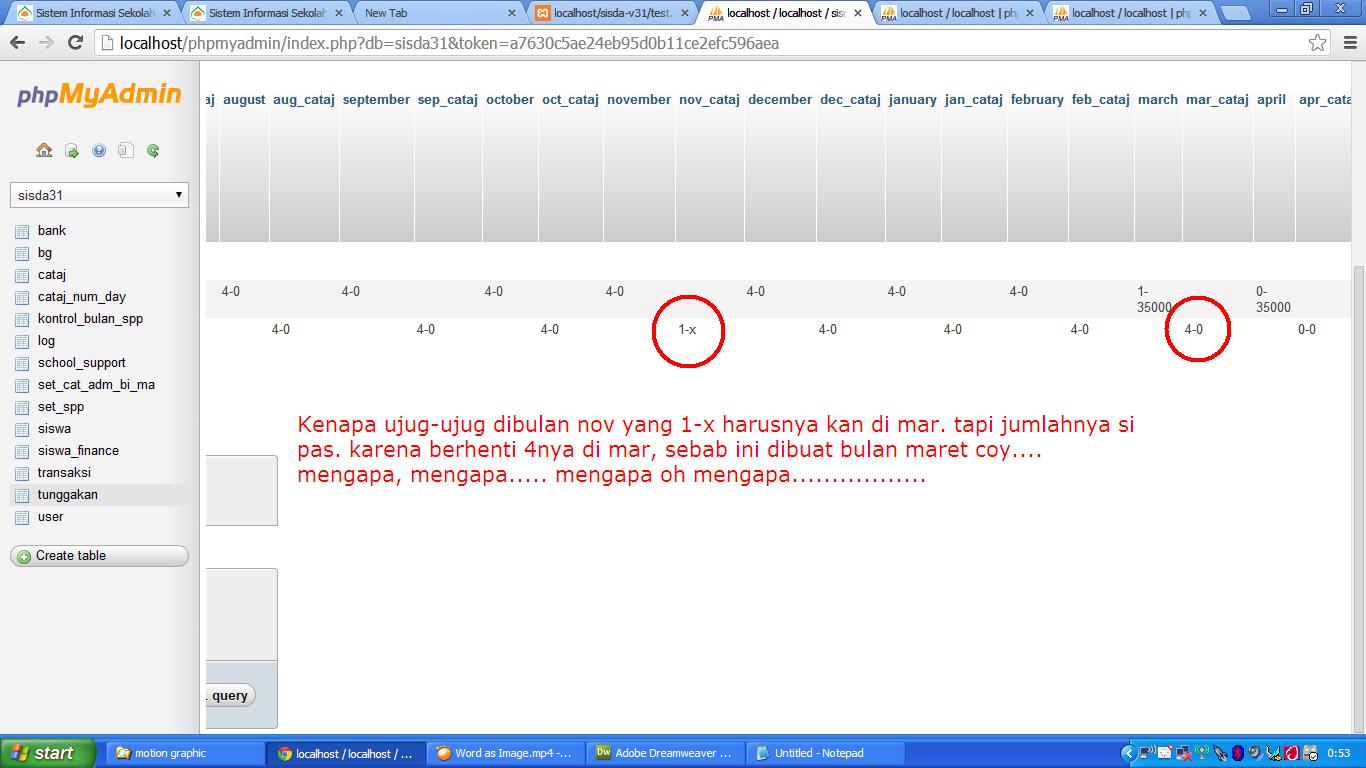 Sistem Informasi Sekolah
Sistem Informasi Sekolah
New Tab
localhost/sisda-v31/test.
localhost / localhost / sisd
localhost / localhost | php
localhost / localhost | php
localhost/phpmyadmin/index.php?db=sisda31&token=a7630c5ae24eb95d0b11ce2efc596aea
phpMyAdmin
sisda31
bank
bg
cataj
cataj_num_day
kontrol_bulan_spp
log
school_support
set_cat_adm_bi_ma
set_spp
siswa
siswa_finance
transaksi
tunggakan
user
Create table
aj august aug_cataj september sep_cataj october oct_cataj november nov_cataj december dec_cataj january jan_cataj february feb_cataj march mar_cataj april apr_cata
4-0 4-0 4-0 4-0 4-0 4-0 4-0 1-35000 0-35000
4-0 4-0 4-0 1-x 4-0 4-0 4-0 4-0 0-0
Kenapa ujug-ujug dibulan nov yang 1-x harusnya kan di mar. tapi jumlahnya si
pas. karena berhenti 4nya di mar, sebab ini dibuat bulan maret coy....
mengapa, mengapa..... mengapa oh mengapa.................
query
start
motion graphic
localhost / localhost / ...
Word as Image.mp4 -...
Adobe Dreamweaver ...
Untitled - Notepad
0:53